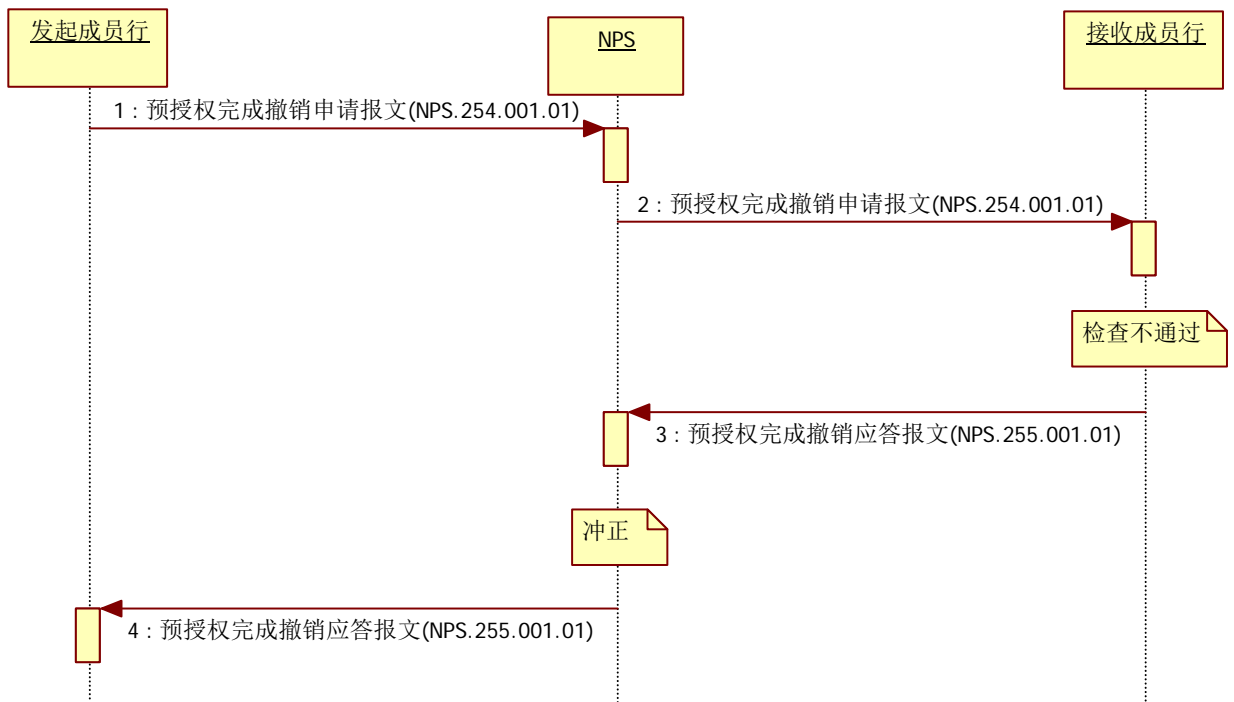 发起成员行
NPS
接收成员行
1 : 预授权完成撤销申请报文(NPS.254.001.01)
2 : 预授权完成撤销申请报文(NPS.254.001.01)
检查不通过
3 : 预授权完成撤销应答报文(NPS.255.001.01)
冲正
4 : 预授权完成撤销应答报文(NPS.255.001.01)